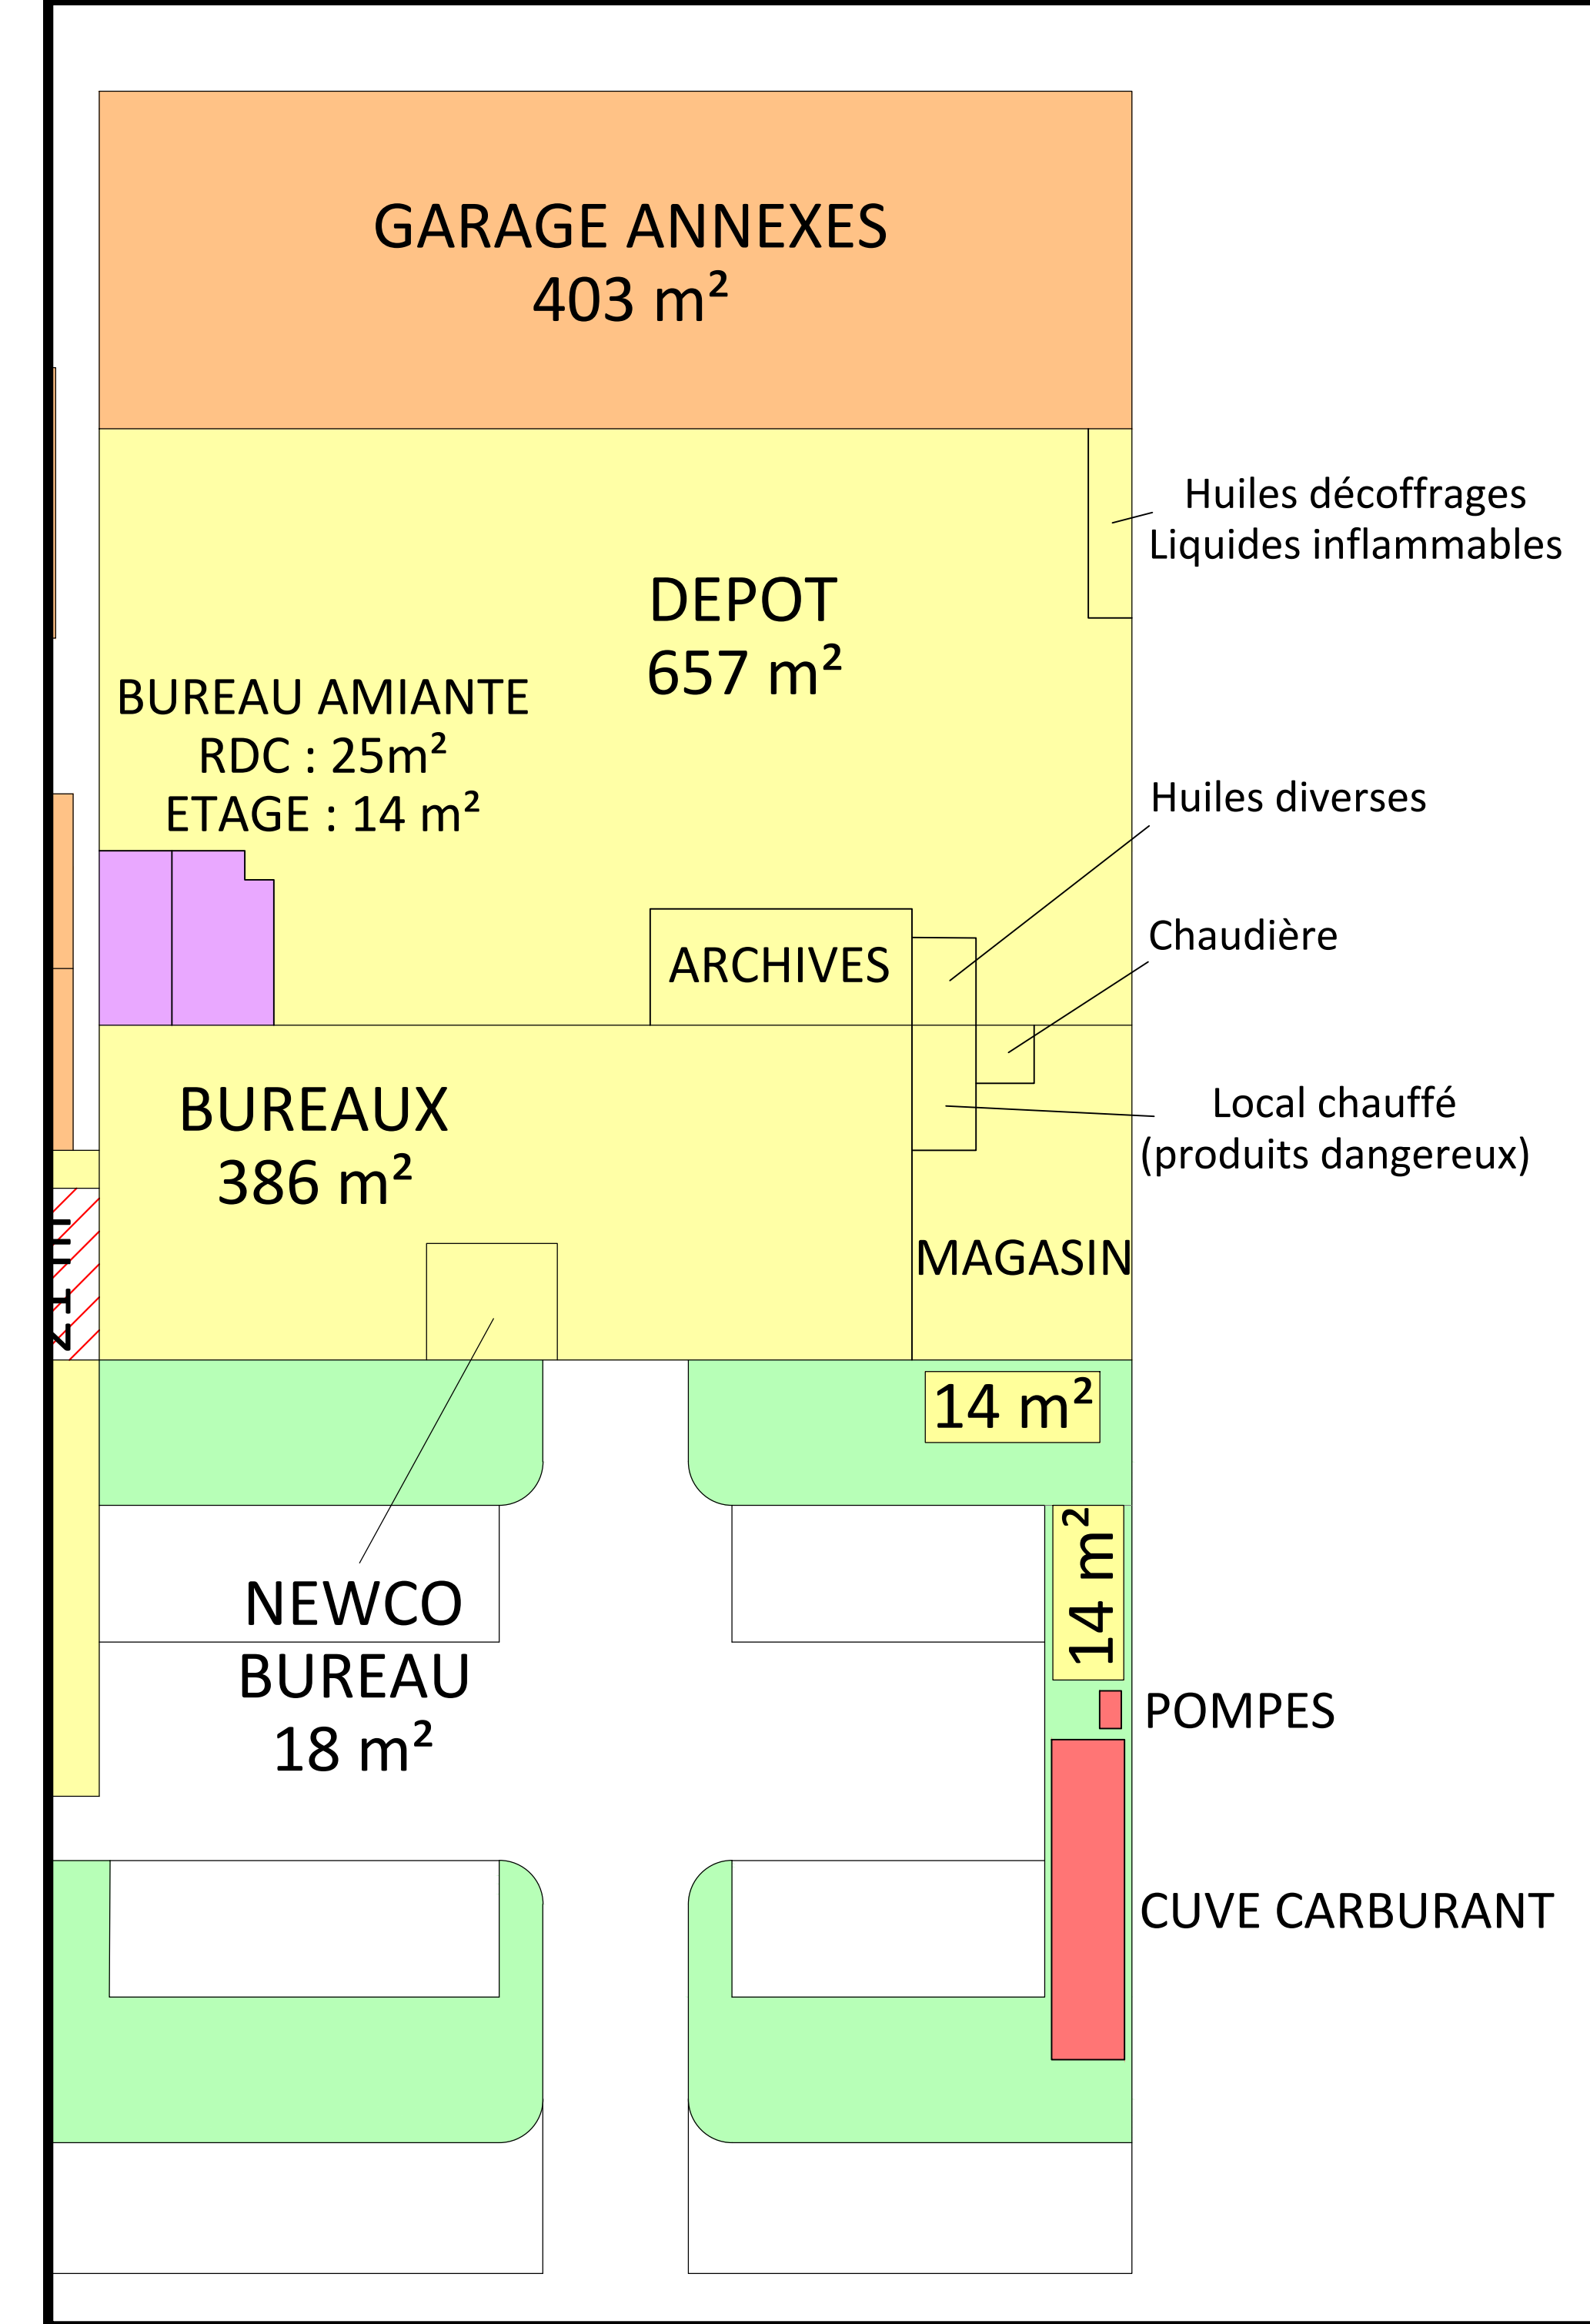 GARAGE ANNEXES
403 m²
Huiles décoffrages
Liquides inflammables
DEPOT
657 m²
BUREAU AMIANTE
RDC : 25m²
ETAGE : 14 m²
Huiles diverses
Chaudière
ARCHIVES
BUREAUX
386 m²
Local chauffé
(produits dangereux)
MAGASIN
14 m²
14 m²
NEWCO
BUREAU
18 m²
POMPES
CUVE CARBURANT